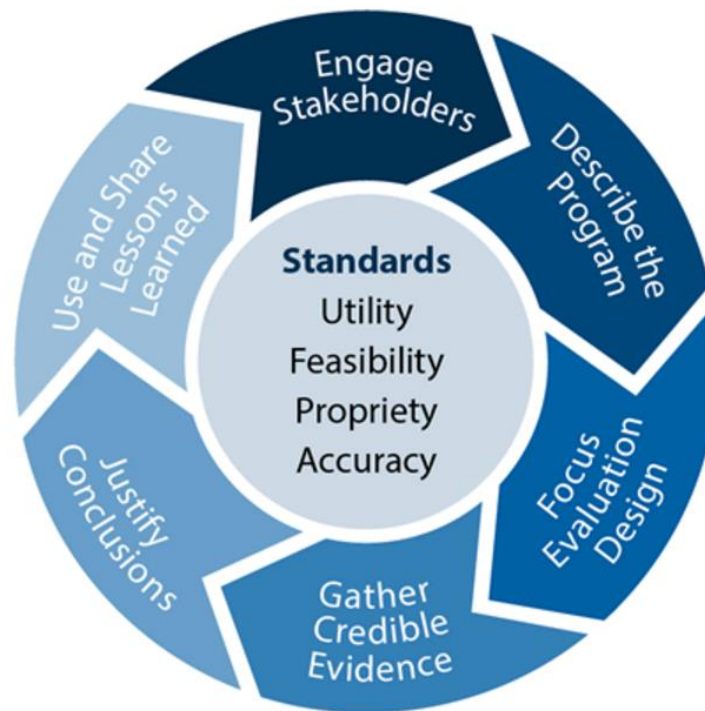 Engage
Stakeholders
Describe the
Program
Focus
Evaluation
Design
Gather
Credible
Evidence
Justify
Conclusions
Use and Share
Lessons
Learned
Standards
Utility
Feasibility
Propriety
Accuracy